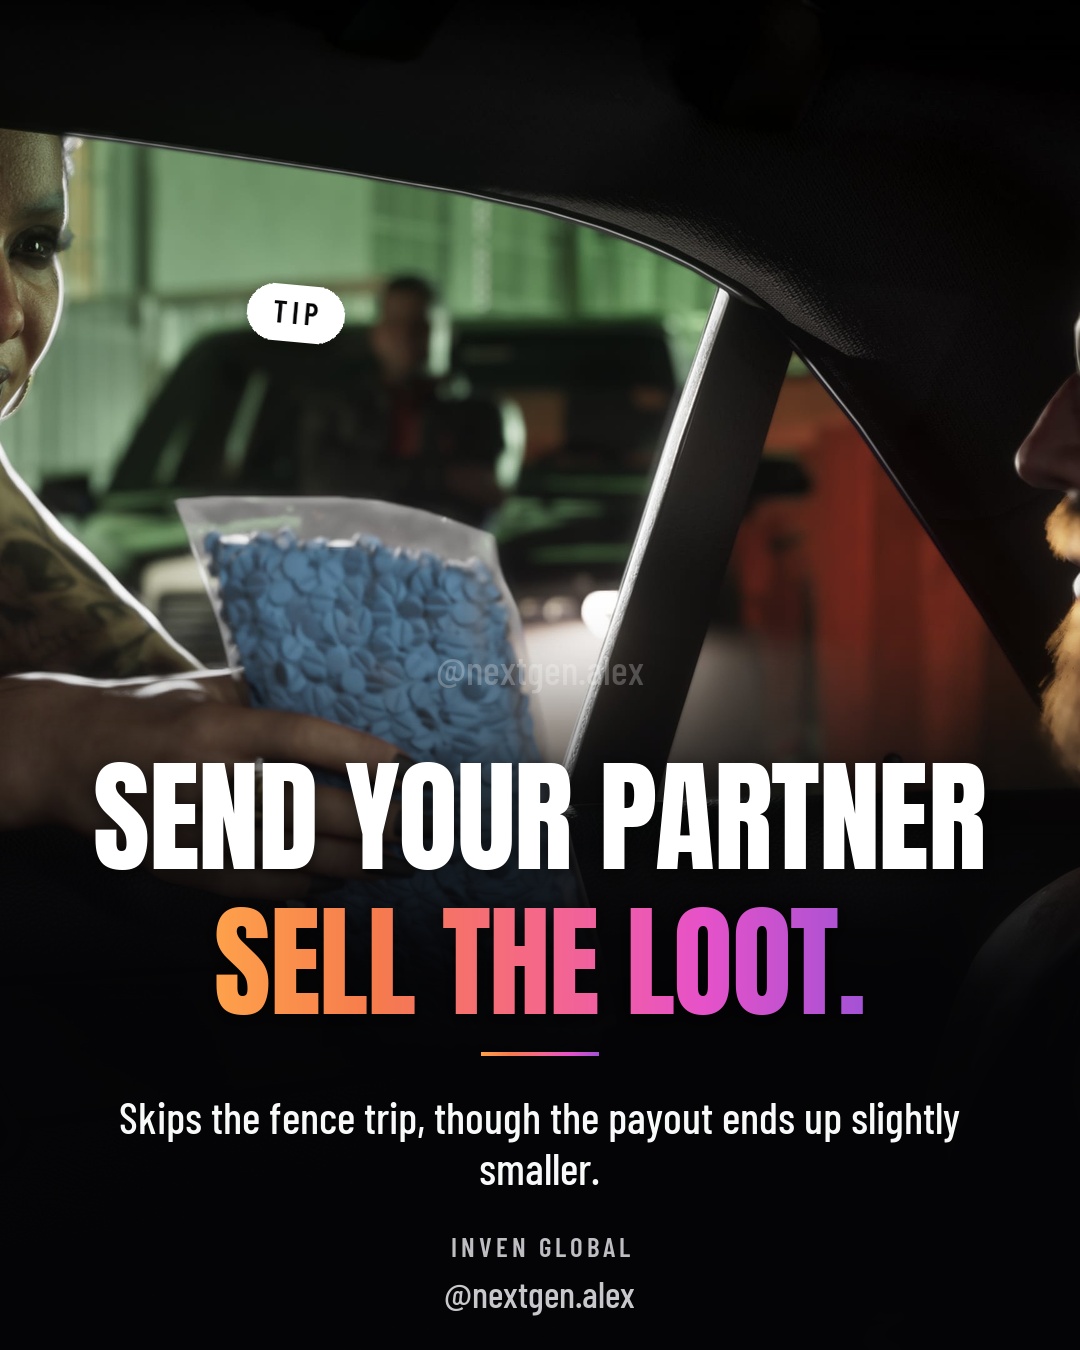 TIP
@nextgen.alex
SEND YOUR PARTNER
SELL THE LOOT.
Skips the fence trip, though the payout ends up slightly
smaller.
INVEN GLOBAL
@nextgen.alex